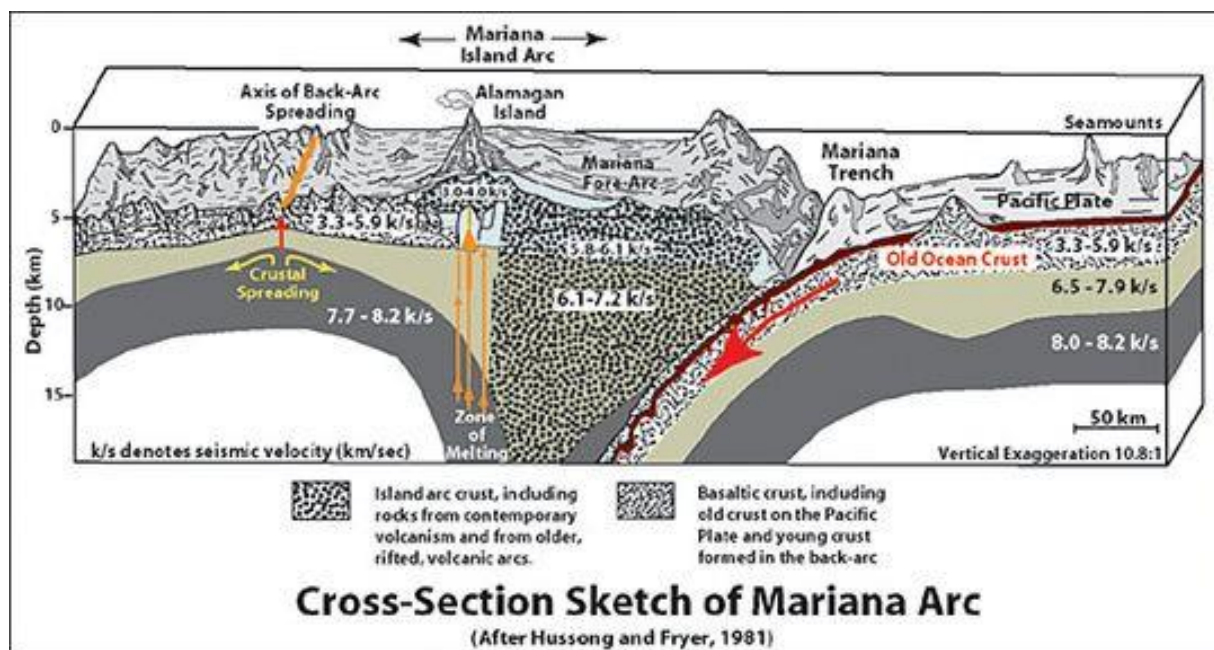 Mariana
Island Arc
Axis of Back-Arc
Spreading
Alamagan
Island
Seamounts
0
Mariana
Fore-Arc
Mariana
Trench
Pacific Plate
3.0-4.0 k/s
5
3.3-5.9 k/s
5.8-6.1 k/s
3.3-5.9 k/s
Old Ocean Crust
Crustal
Spreading
6.1-7.2 k/s
6.5 - 7.9 k/s
Depth (km)
10
7.7 - 8.2 k/s
8.0 - 8.2 k/s
15
Zone
of
Melting
50 km
k/s denotes seismic velocity (km/sec)
Vertical Exaggeration 10.8:1
Island arc crust, including
rocks from contemporary
volcanism and from older,
rifted, volcanic arcs.
Basaltic crust, including
old crust on the Pacific
Plate and young crust
formed in the back-arc
Cross-Section Sketch of Mariana Arc
(After Hussong and Fryer, 1981)